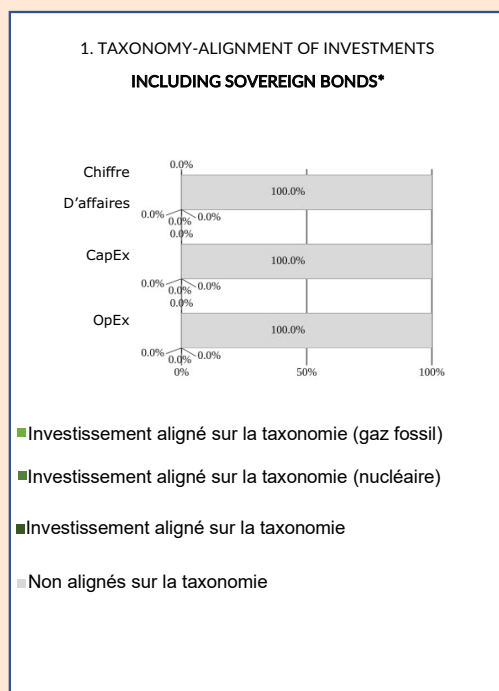 1. TAXONOMY-ALIGNMENT OF INVESTMENTS
INCLUDING SOVEREIGN BONDS*
0.0%
Chiffre
100.0%
D’affaires
0.0% 0.0% 0.0%
0.0%
CapEx
100.0%
0.0% 0.0% 0.0%
0.0%
OpEx
100.0%
0.0% 0.0% 0.0%
0% 50% 100%
Investissement aligné sur la taxonomie (gaz fossil)
Investissement aligné sur la taxonomie (nucléaire)
Investissement aligné sur la taxonomie
Non alignés sur la taxonomie